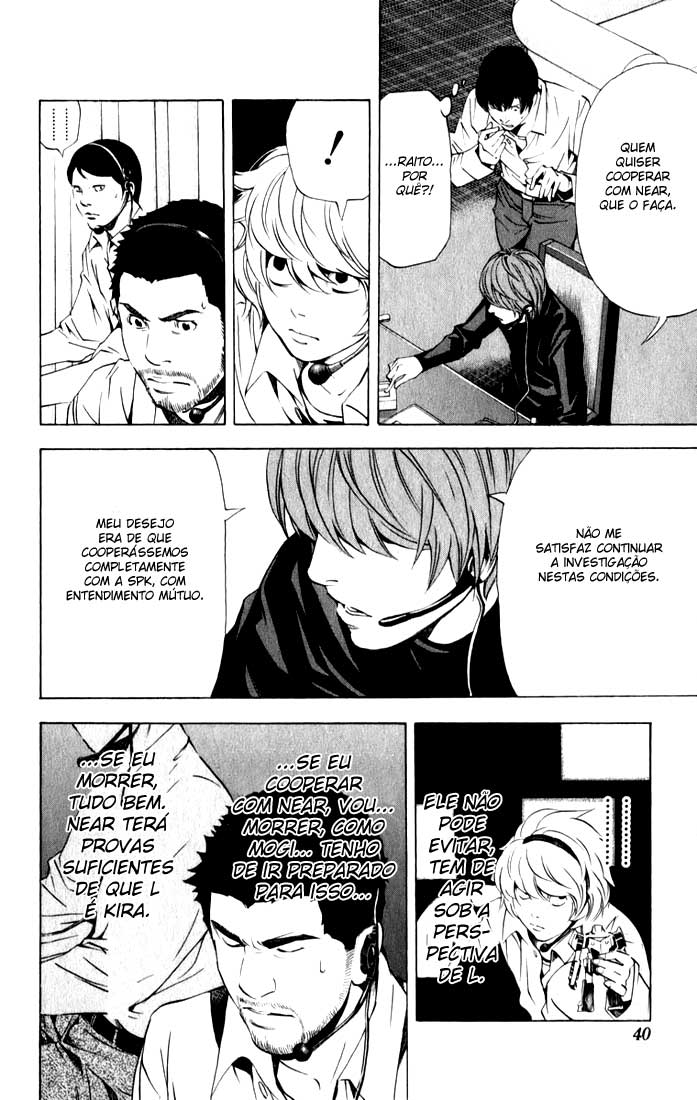 QUEM
QUISER
COOPERAR
COM NEAR,
QUE O FAÇA.
...RAITO...
POR
QUÊ?!
!
........
NÃO ME
SATISFAZ CONTINUAR
A INVESTIGAÇÃO
NESTAS CONDIÇÕES.
MEU DESEJO
ERA DE QUE
COOPERÁSSEMOS
COMPLETAMENTE
COM A SPK, COM
ENTENDIMENTO MÚTUO.
........
ELE NÃO
PODE
EVITAR,
TEM DE
AGIR
SOB A
PERS-
PECTIVA
DE L.
...SE EU
COOPERAR
COM NEAR, VOU...
MORRER, COMO
MOGI... TENHO
DE IR PREPARADO
PARA ISSO...
...SE EU
MORRER,
TUDO BEM.
NEAR TERÁ
PROVAS
SUFICIENTES
DE QUE L
É KIRA.
40